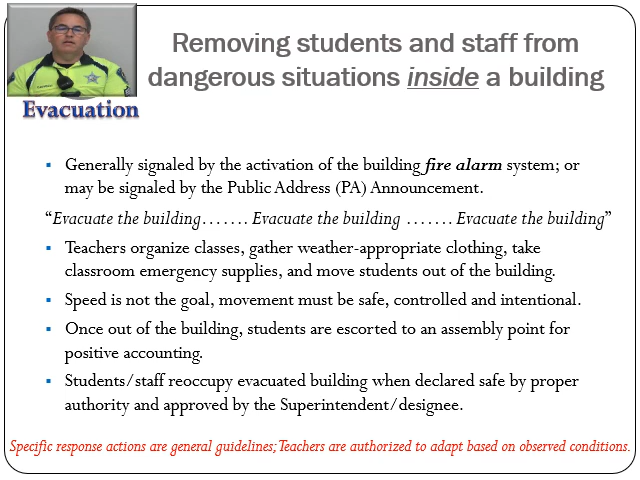 Removing students and staff from
dangerous situations inside a building
Evacuation
Generally signaled by the activation of the building fire alarm system; or
may be signaled by the Public Address (PA) Announcement.
“Evacuate the building……. Evacuate the building ……. Evacuate the building”
Teachers organize classes, gather weather-appropriate clothing, take
classroom emergency supplies, and move students out of the building.
Speed is not the goal, movement must be safe, controlled and intentional.
Once out of the building, students are escorted to an assembly point for
positive accounting.
Students/staff reoccupy evacuated building when declared safe by proper
authority and approved by the Superintendent/designee.
Specific response actions are general guidelines; Teachers are authorized to adapt based on observed conditions.